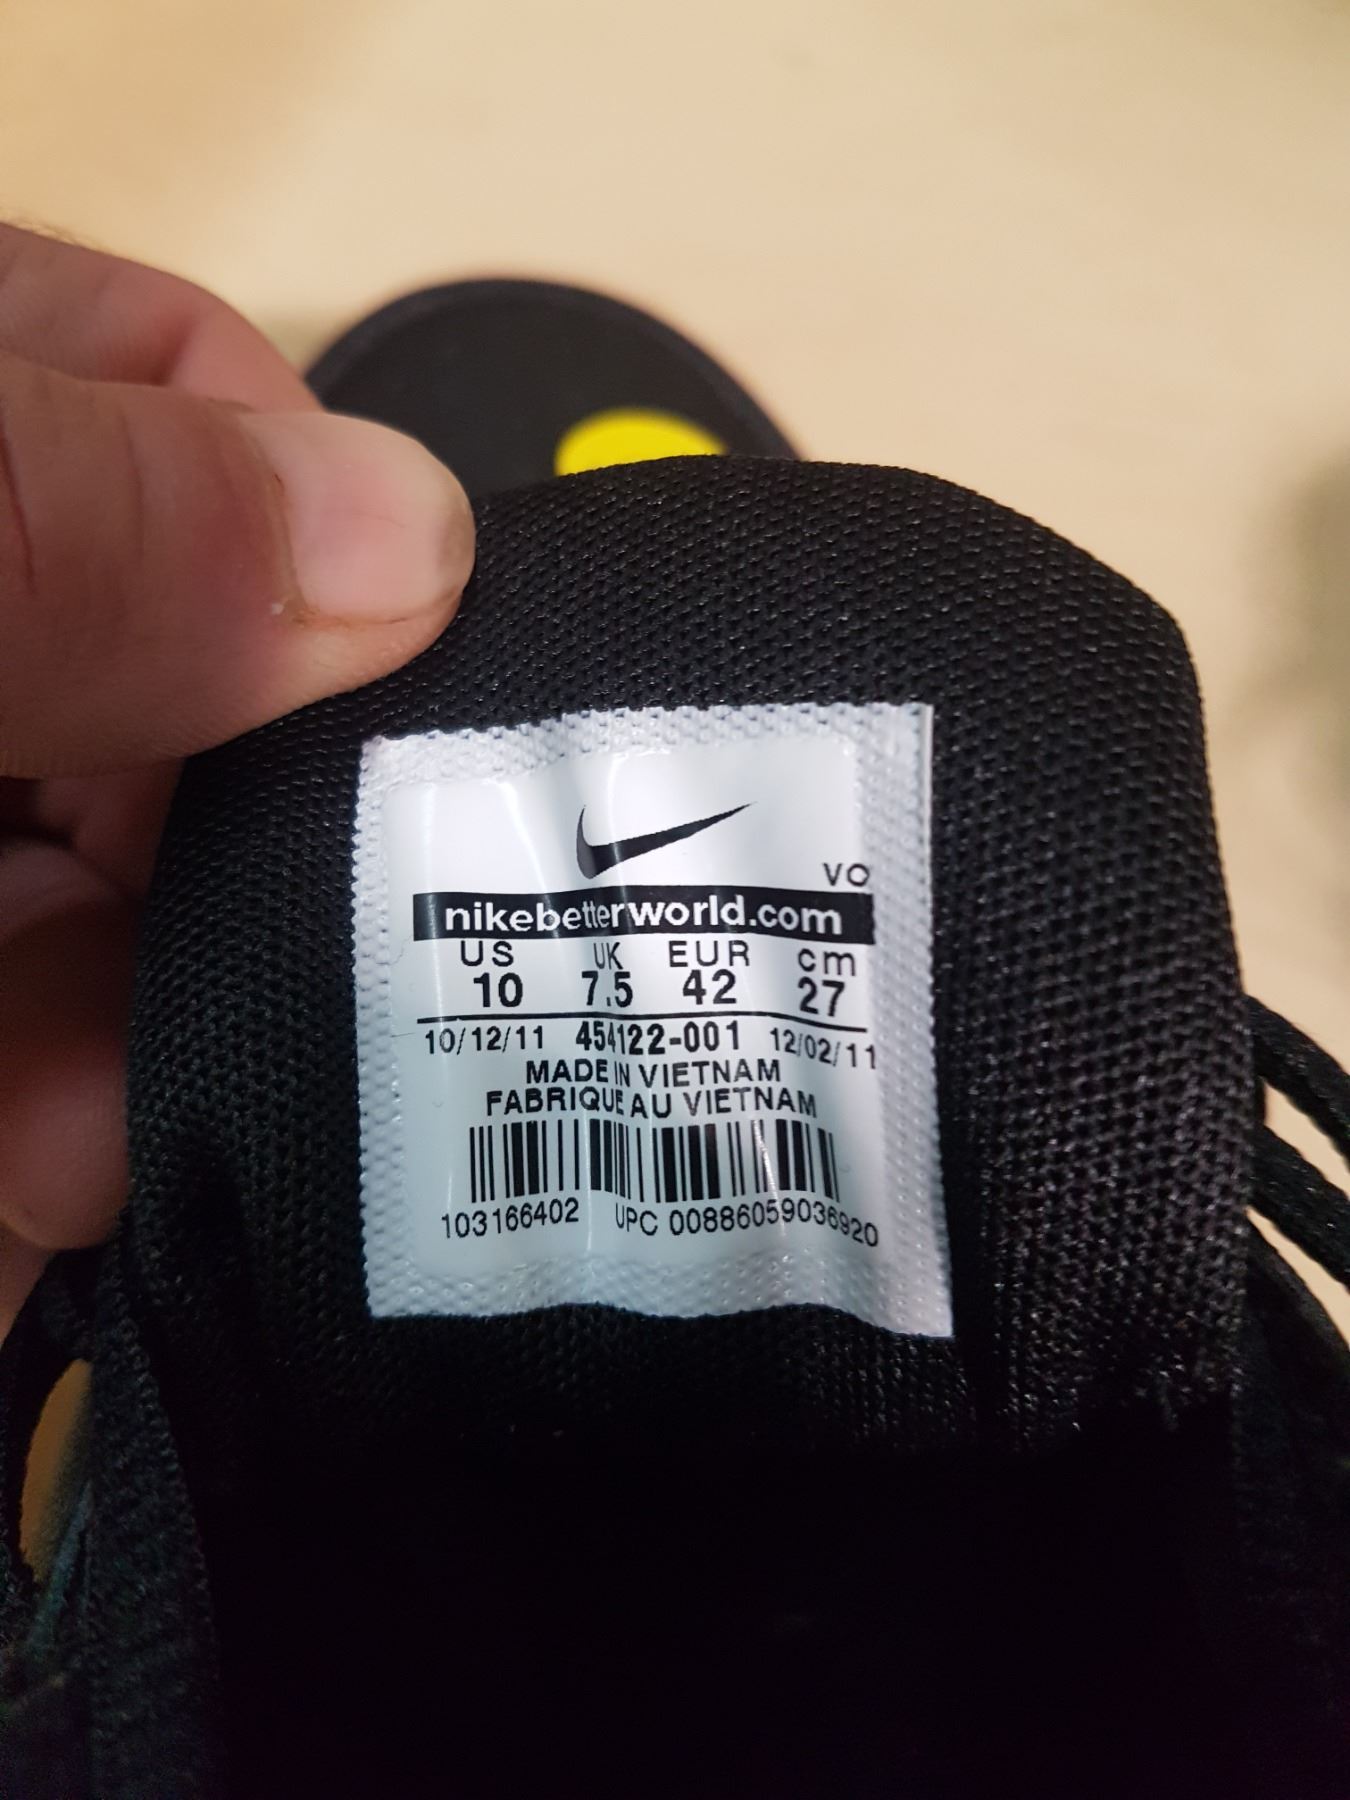 VO
nikebetterworld.com
US UK EUR cm
10 7.5 42 27
10/12/11 454122-001 12/02/11
MADE IN VIETNAM
FABRIQUE AU VIETNAM
103166402 UPC 00886059036920